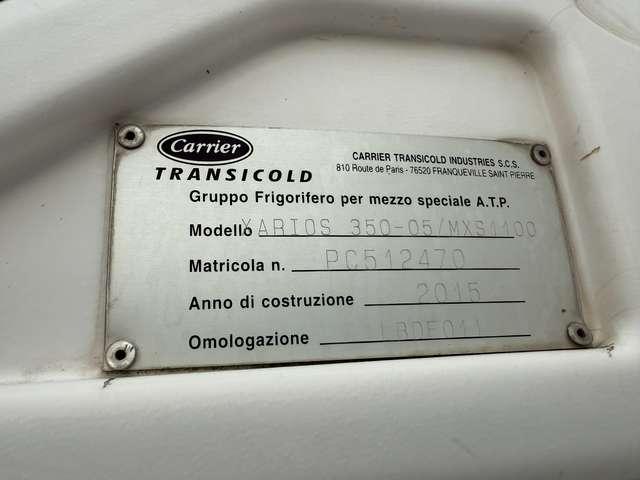 Carrier
TRANSICOLD
CARRIER TRANSICOLD INDUSTRIES S.C.S.
810 Route de Paris - 76520 FRANQUEVILLE SAINT PIERRE
Gruppo Frigorifero per mezzo speciale A.T.P.
Modello XARIOS 350-05/MXS1100
Matricola n. PC512470
Anno di costruzione 2015
Omologazione